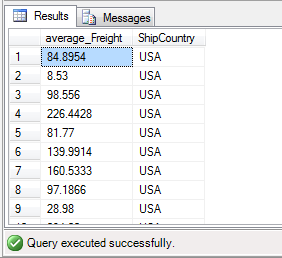 Results Messages
average_Freight ShipCountry
1 84.8954 USA
2 8.53 USA
3 98.556 USA
4 226.4428 USA
5 81.77 USA
6 139.9914 USA
7 160.5333 USA
8 97.1866 USA
9 28.98 USA
Query executed successfully.